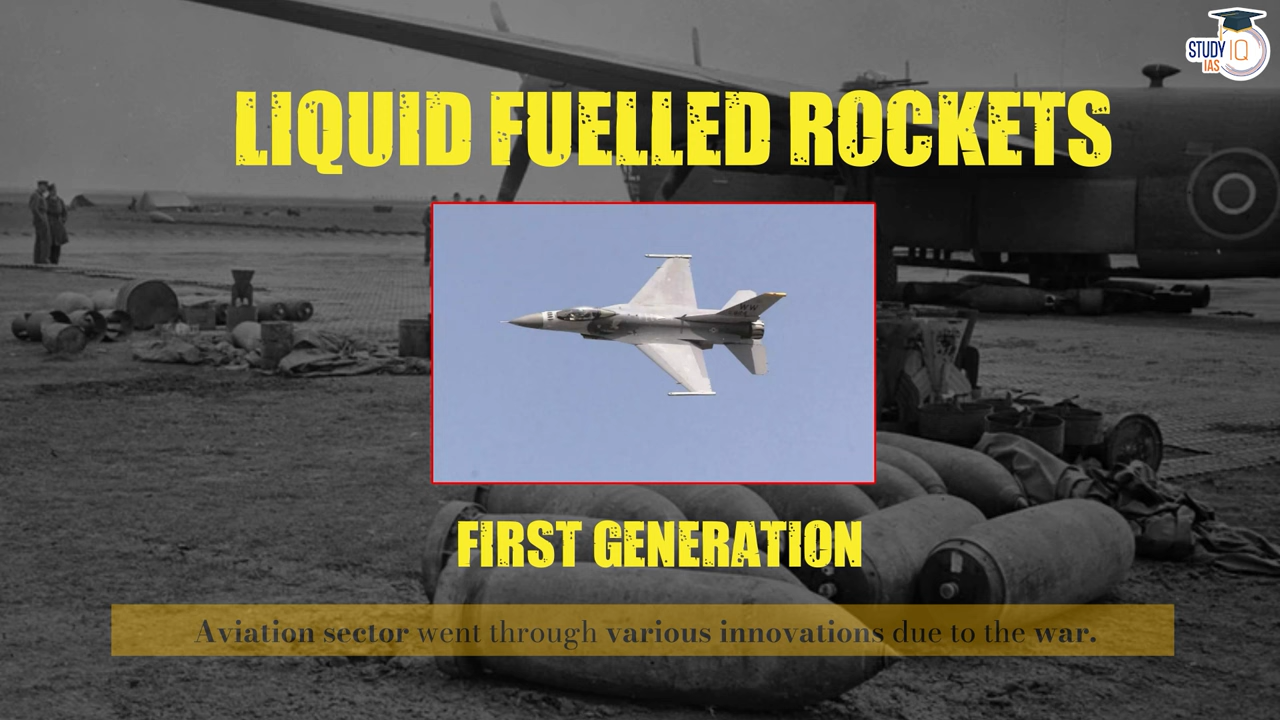 STUDY IQ
IAS
LIQUID FUELLED ROCKETS
FIRST GENERATION
Aviation sector went through various innovations due to the war.